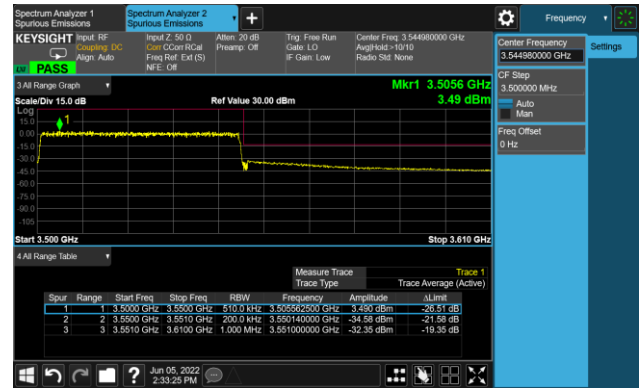 Spectrum Analyzer 1
Spurious Emissions
Spectrum Analyzer 2
Spurious Emissions
Frequency
KEYSIGHT
Input: RF
Coupling: DC
Align: Auto
Input Z: 50 Ω
Corr CCorr RCal
Freq Ref: Ext (S)
NFE: Off
Atten: 20 dB
Preamp: Off
Trig: Free Run
Gate: LO
IF Gain: Low
Center Freq: 3.544980000 GHz
Avg|Hold:>10/10
Radio Std: None
PASS
Center Frequency
3.544980000 GHz
Settings
CF Step
3.500000 MHz
Auto
Man
Freq Offset
0 Hz
3 All Range Graph
Mkr1 3.5056 GHz
3.49 dBm
Scale/Div 15.0 dB
Ref Value 30.00 dBm
Log
1
15.0
0.00
-15.0
-30.0
-45.0
-60.0
-75.0
-90.0
-105
Start 3.500 GHz
Stop 3.610 GHz
4 All Range Table
Measure Trace Trace 1
Trace Type Trace Average (Active)
Spur Range Start Freq Stop Freq RBW Frequency Amplitude ΔLimit
1 1 3.5000 GHz 3.5500 GHz 510.0 kHz 3.505562500 GHz 3.490 dBm -26.51 dB
2 2 3.5500 GHz 3.5510 GHz 200.0 kHz 3.550140000 GHz -34.58 dBm -21.58 dB
3 3 3.5510 GHz 3.6100 GHz 1.000 MHz 3.551000000 GHz -32.35 dBm -19.35 dB
?
Jun 05, 2022
2:33:25 PM